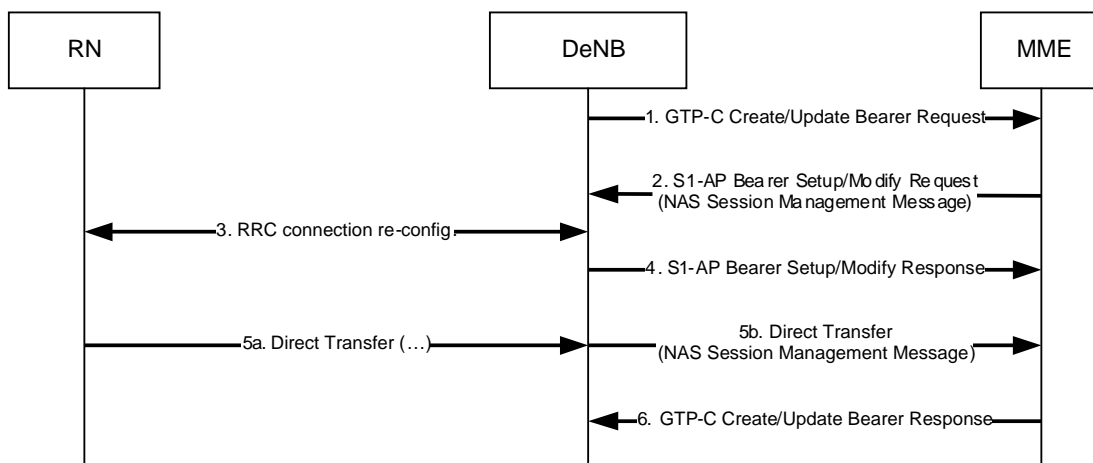 RN
DeNB
MME
1. GTP-C Create/Update Bearer Request
2. S1-AP Bearer Setup/Modify Request
(NAS Session Management Message)
3. RRC connection re-config.
4. S1-AP Bearer Setup/Modify Response
5a. Direct Transfer (…)
5b. Direct Transfer
(NAS Session Management Message)
6. GTP-C Create/Update Bearer Response